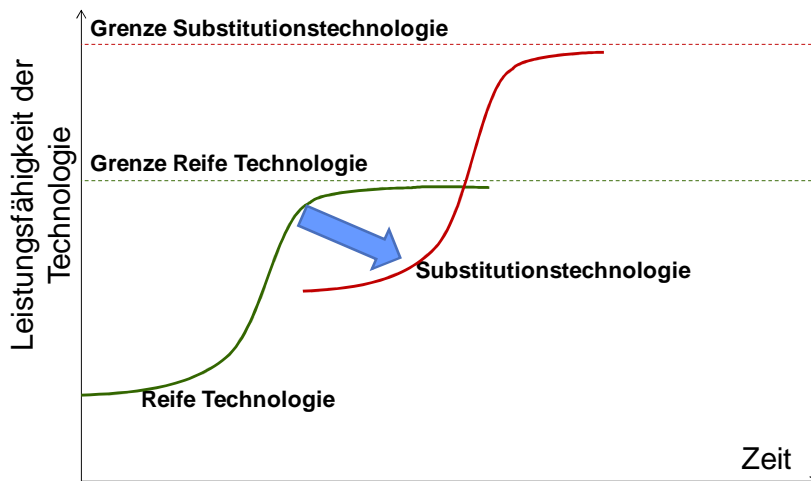 Grenze Substitutionstechnologie
Leistungsfähigkeit der
Technologie
Grenze Reife Technologie
Substitutionstechnologie
Reife Technologie
Zeit